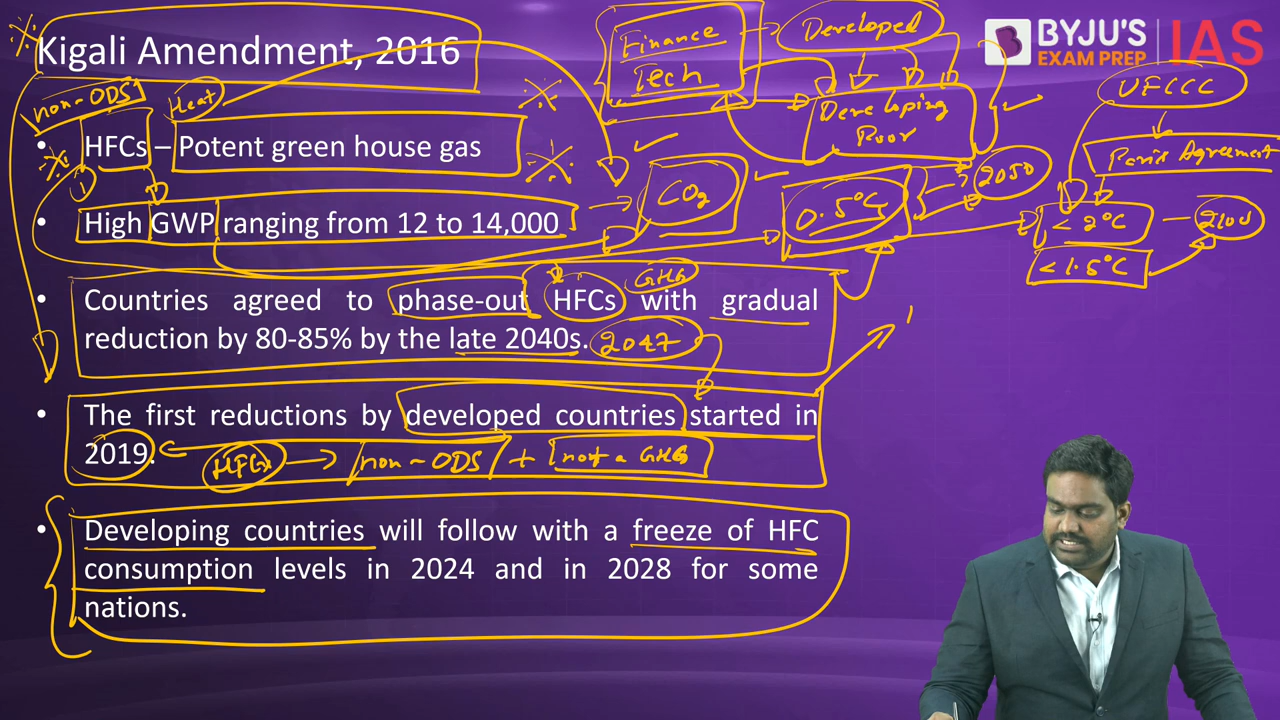 Kigali Amendment, 2016
Finance
Tech
Developed
Developing
Poor
BYJU'S
EXAM PREP
IAS
UFCCC
Paris Agreement
non-ODS
Heat
• HFCs – Potent green house gas
1
CO₂
0.5°C
2050
< 2°C
2100
< 1.5°C
• High GWP ranging from 12 to 14,000
GHG
• Countries agreed to phase-out HFCs with gradual
reduction by 80-85% by the late 2040s. 2047
• The first reductions by developed countries started in
2019. HFCs → non-ODS + not a GHG
• Developing countries will follow with a freeze of HFC
consumption levels in 2024 and in 2028 for some
nations.